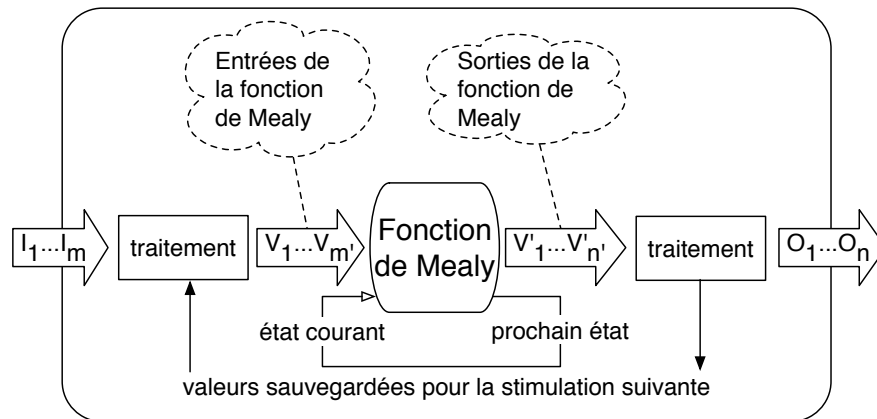 Entrées de
la fonction
de Mealy
Sorties de la
fonction de
Mealy
I1...Im
traitement
V1...Vm'
Fonction
de Mealy
V'1...V'n'
traitement
O1...On
état courant
prochain état
valeurs sauvegardées pour la stimulation suivante